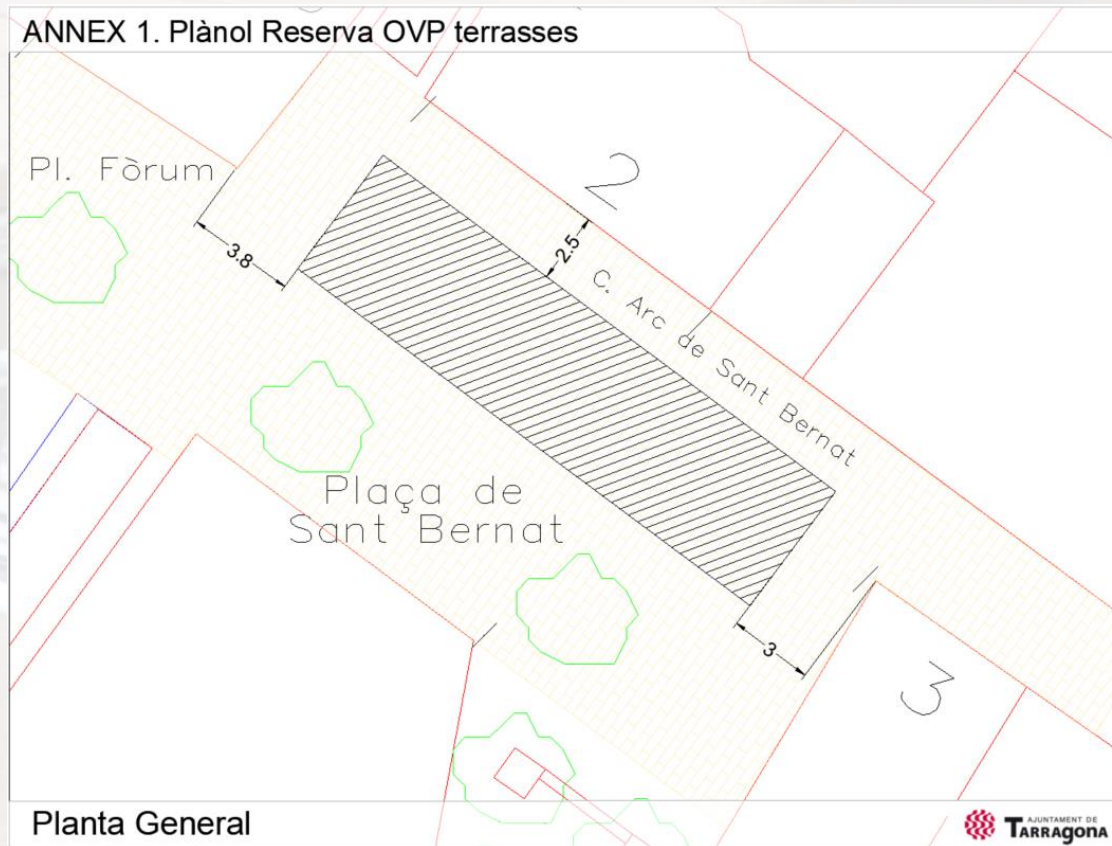 ANNEX 1. Plànol Reserva OVP terrasses
Pl. Fòrum
2
3.8
2.5
C. Arc de Sant Bernat
Plaça de
Sant Bernat
3
3
Planta General
AJUNTAMENT DE
TARRAGONA